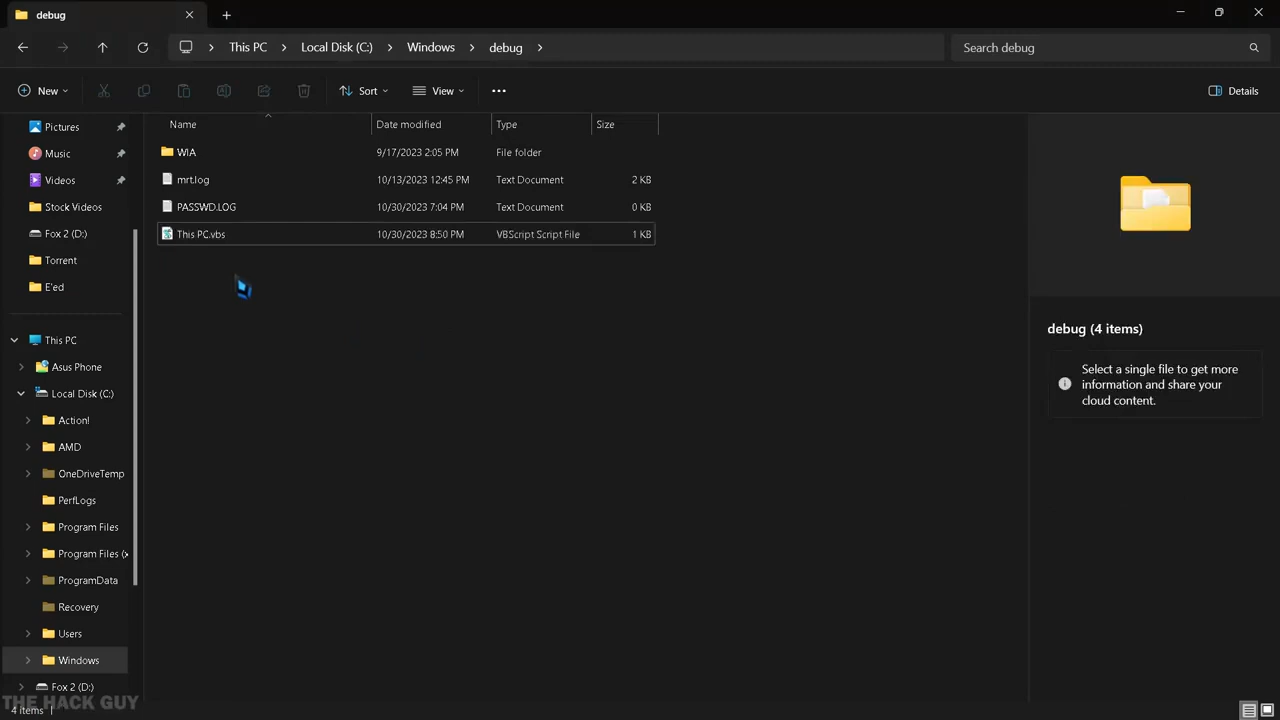 debug
This PC Local Disk (C:) Windows debug
Search debug
New Sort View Details
Name Date modified Type Size
WIA 9/17/2023 2:05 PM File folder
mrt.log 10/13/2023 12:45 PM Text Document 2 KB
PASSWD.LOG 10/30/2023 7:04 PM Text Document 0 KB
This PC.vbs 10/30/2023 8:50 PM VBScript Script File 1 KB
Pictures
Music
Videos
Stock Videos
Fox 2 (D:)
Torrent
E'ed
This PC
Asus Phone
Local Disk (C:)
Action!
AMD
OneDriveTemp
PerfLogs
Program Files
Program Files (x
ProgramData
Recovery
Users
Windows
Fox 2 (D:)
debug (4 items)
Select a single file to get more
information and share your
cloud content.
THE HACK GUY
4 items